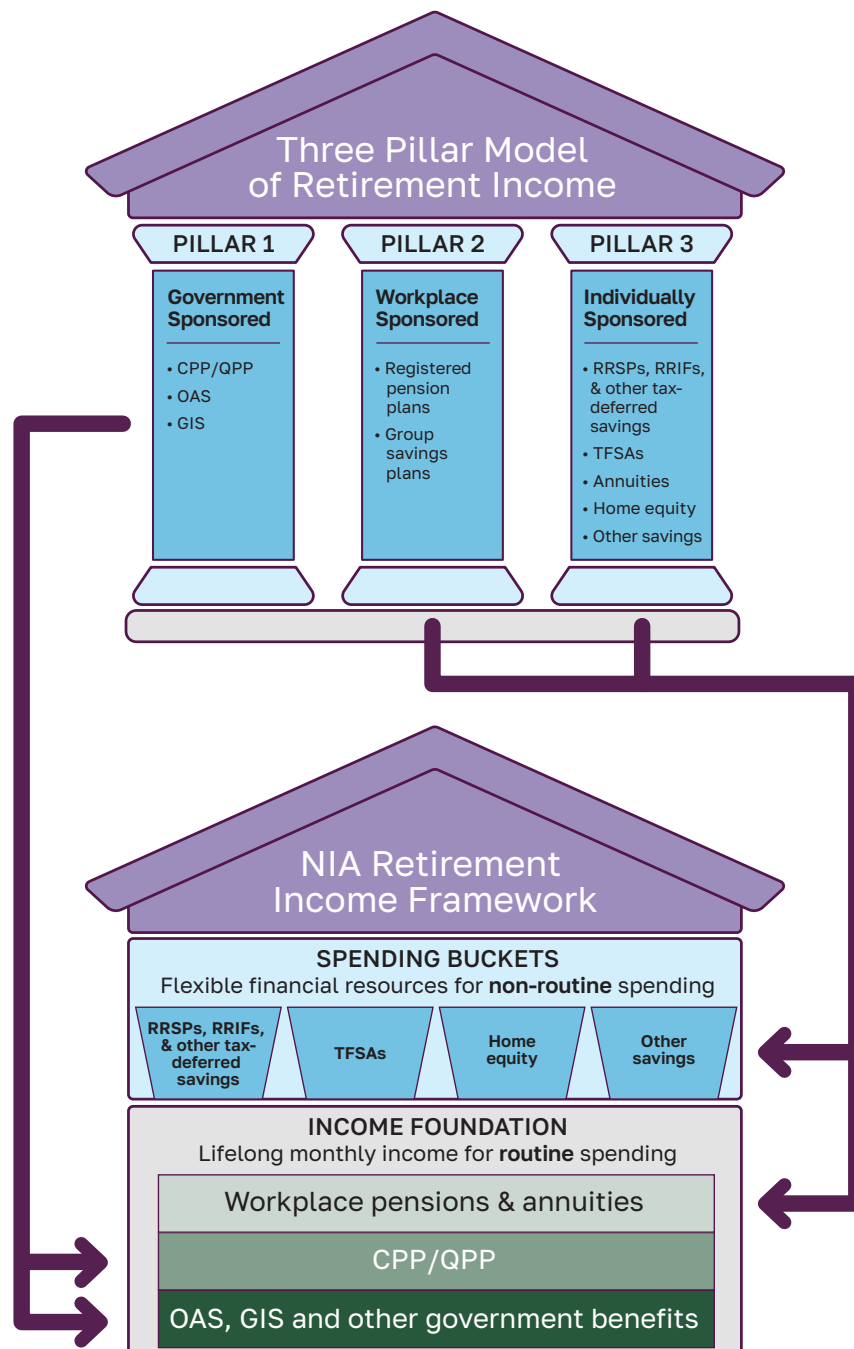 Three Pillar Model
of Retirement Income
PILLAR 1
Government
Sponsored
• CPP/QPP
• OAS
• GIS
PILLAR 2
Workplace
Sponsored
• Registered
pension
plans
• Group
savings
plans
PILLAR 3
Individually
Sponsored
• RRSPs, RRIFs,
& other tax-
deferred
savings
• TFSAs
• Annuities
• Home equity
• Other savings
NIA Retirement
Income Framework
SPENDING BUCKETS
Flexible financial resources for non-routine spending
RRSPs, RRIFs,
& other tax-
deferred
savings
TFSAs
Home
equity
Other
savings
INCOME FOUNDATION
Lifelong monthly income for routine spending
Workplace pensions & annuities
CPP/QPP
OAS, GIS and other government benefits